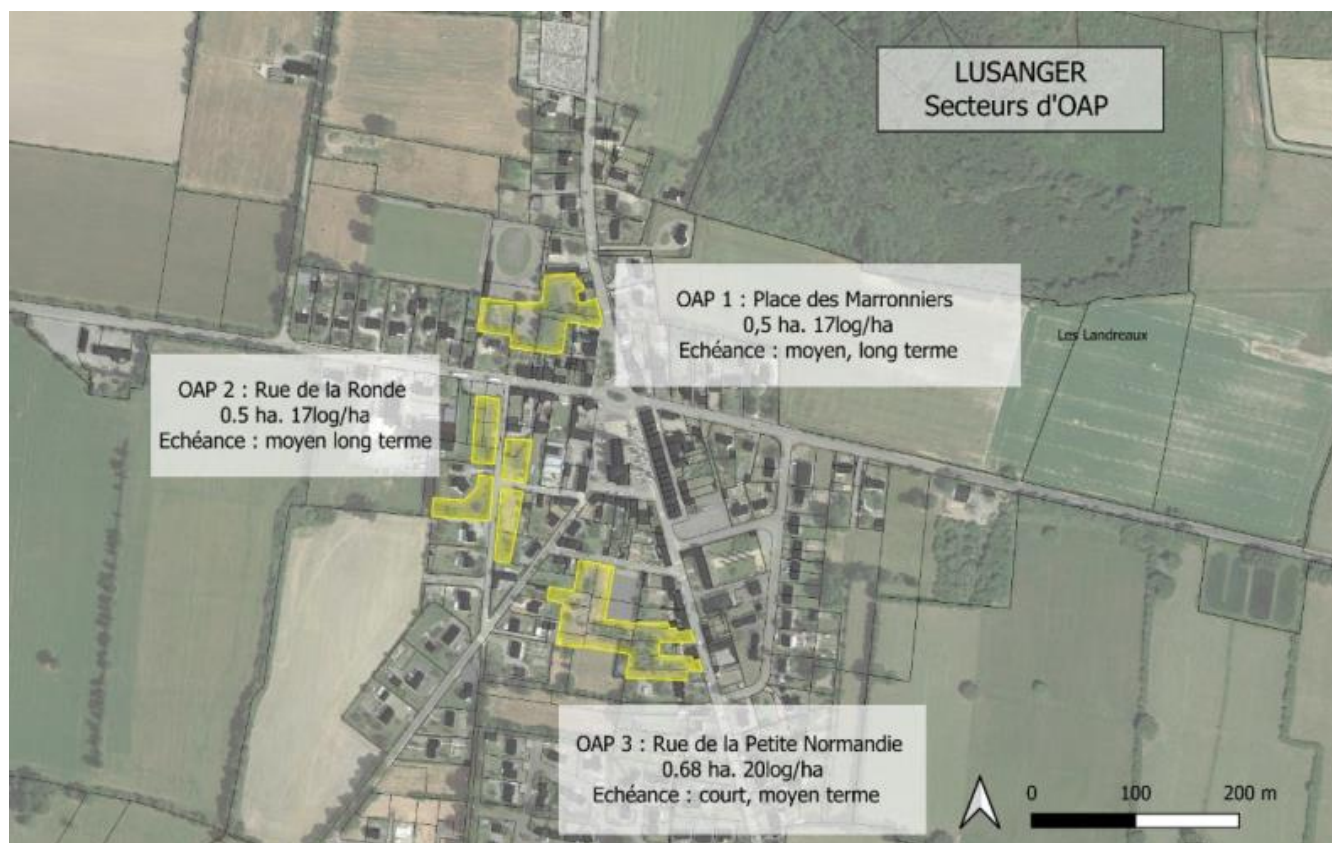 LUSANGER
Secteurs d'OAP
OAP 1 : Place des Marronniers
0,5 ha. 17log/ha
Echéance : moyen, long terme
Les Landreaux
OAP 2 : Rue de la Ronde
0.5 ha. 17log/ha
Echéance : moyen long terme
OAP 3 : Rue de la Petite Normandie
0.68 ha. 20log/ha
Echéance : court, moyen terme
0 100 200 m